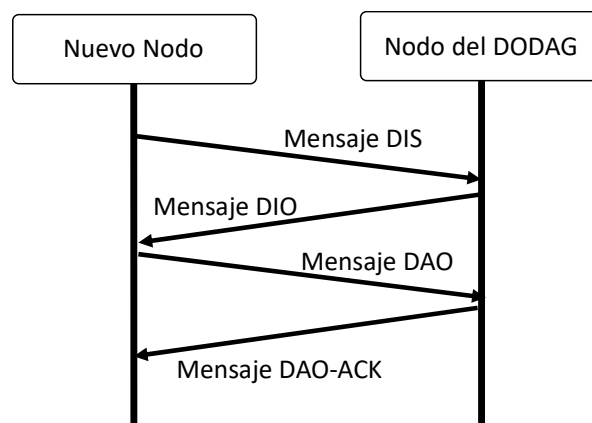 Nuevo Nodo
Nodo del DODAG
Mensaje DIS
Mensaje DIO
Mensaje DAO
Mensaje DAO-ACK